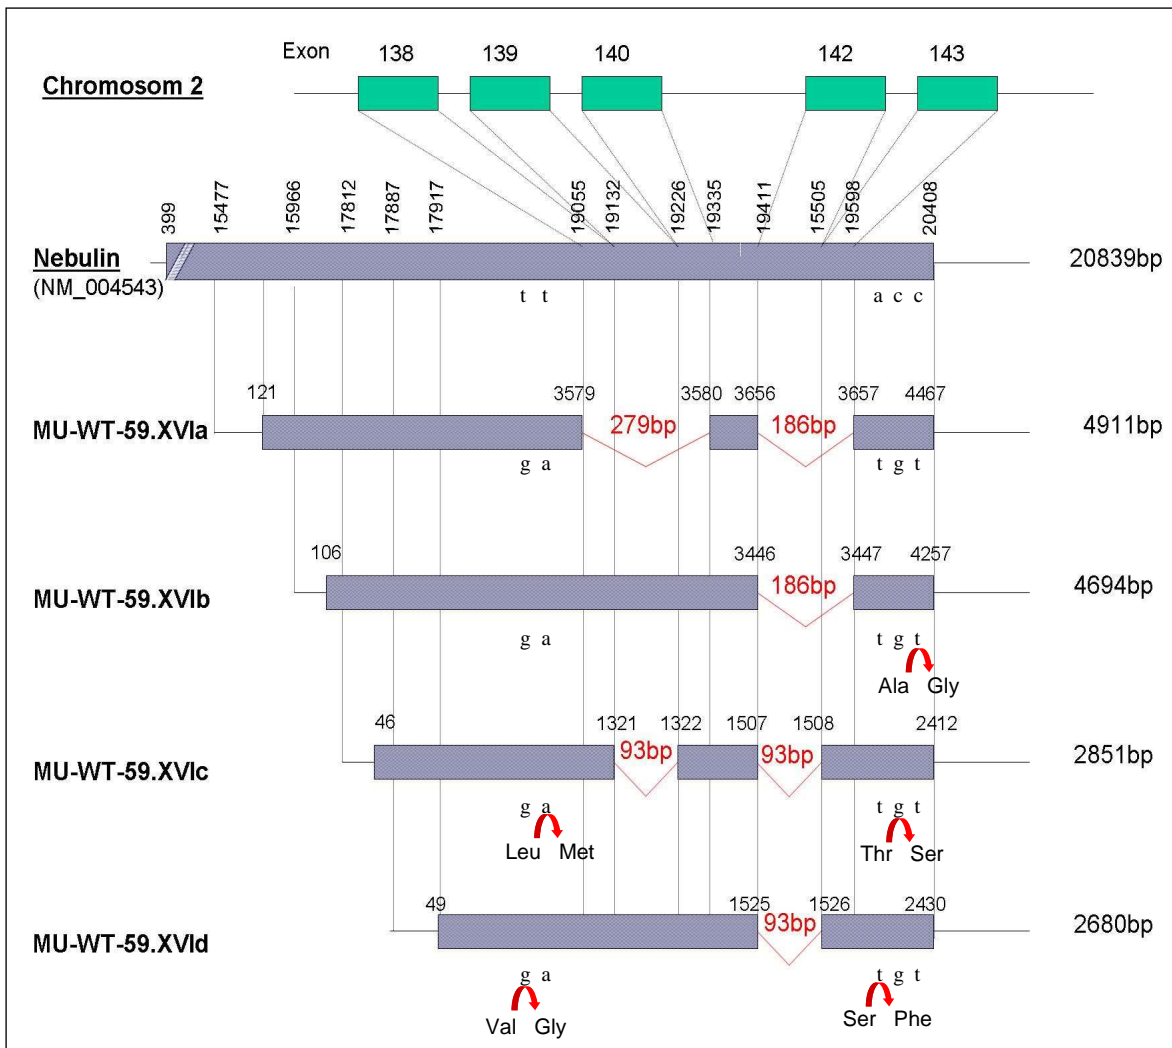 Exon 138 139 140 142 143
Chromosom 2
399 15477 15966 17812 17887 17917 19055 19132 19226 19335 19411 15505 19598 20408
Nebulin 20839bp
(NM_004543)
t t a c c
121 3579 3580 3656 3657 4467
MU-WT-59.XVIa 279bp 186bp 4911bp
g a t g t
106 3446 3447 4257
MU-WT-59.XVIb 186bp 4694bp
g a t g t
Ala Gly
46 1321 1322 1507 1508 2412
MU-WT-59.XVIc 93bp 93bp 2851bp
g a t g t
Leu Met Thr Ser
49 1525 1526 2430
MU-WT-59.XVId 93bp 2680bp
g a t g t
Val Gly Ser Phe